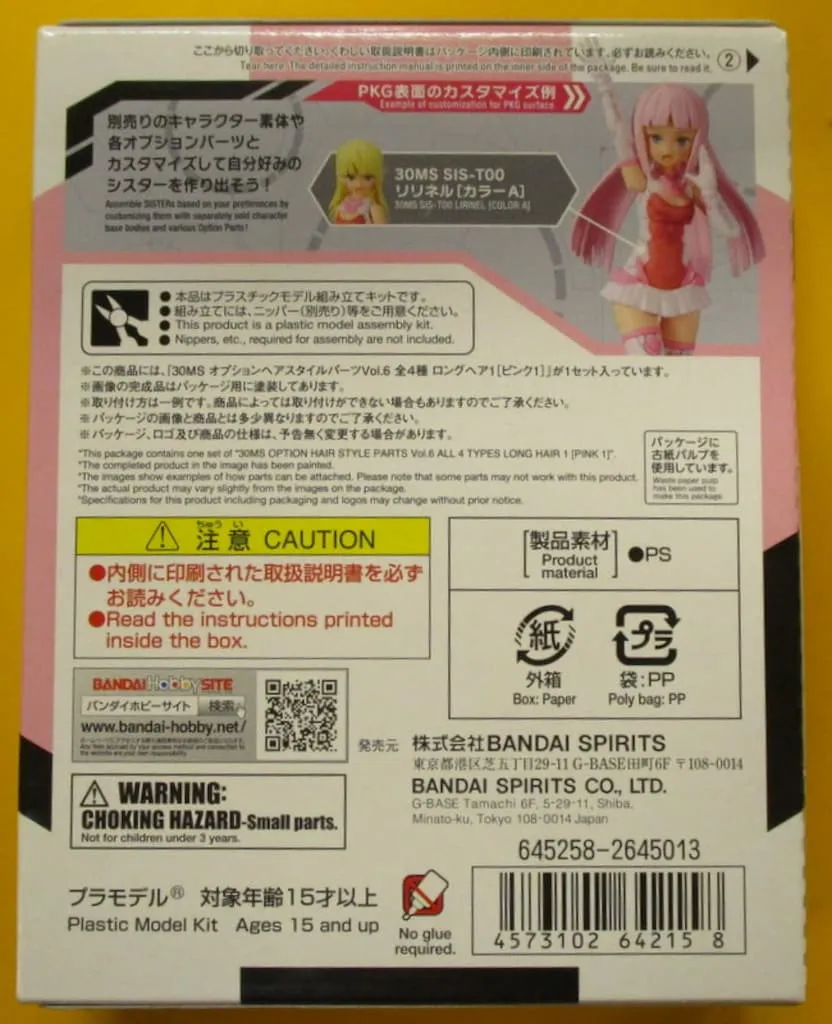 ここから切り取ってください。くわしい取扱説明書はパッケージ内側に印刷されています。必ずお読みください。
Tear here. The detailed instruction manual is printed on the inner side of the package. Be sure to read it.
②
PKG表面のカスタマイズ例
Example of customization for PKG surface
別売りのキャラクター素体や
各オプションパーツと
カスタマイズして自分好みの
シスターを作り出そう!
Assemble SISTERs based on your preferences by
customizing them with separately sold character
base bodies and various Option Parts!
30MS SIS-T00
リリネル[カラーA]
30MS SIS-T00 LIRINEL [COLOR A]
●本品はプラスチックモデル組み立てキットです。
●組み立てには、ニッパー(別売り)等をご用意ください。
●This product is a plastic model assembly kit.
●Nippers, etc., required for assembly are not included.
※この商品には、「30MS オプションヘアスタイルパーツVol.6 全4種 ロングヘア1[ピンク1]」が1セット入っています。
※画像の完成品はパッケージ用に塗装してあります。
※取り付け方は一例です。商品によっては取り付けができない場合もありますのでご了承ください。
※パッケージの画像と商品とは多少異なりますのでご了承ください。
※パッケージ、ロゴ及び商品の仕様は、予告無く変更する場合があります。
*This package contains one set of "30MS OPTION HAIR STYLE PARTS Vol.6 ALL 4 TYPES LONG HAIR 1 [PINK 1]".
*The completed product in the image has been painted.
*The images show examples of how parts can be attached. Please note that some parts may not work with this product.
*The actual product may vary slightly from the images on the package.
*Specifications for this product including packaging and logos may change without prior notice.
パッケージに
古紙パルプを
使用しています。
Waste paper pulp
has been used to
make this package.
ちゅう い
注意 CAUTION
●内側に印刷された取扱説明書を必ず
お読みください。
●Read the instructions printed
inside the box.
[製品素材
Product
material] ●PS
紙
外箱
Box: Paper
プラ
袋:PP
Poly bag: PP
BANDAI HobbySITE
バンダイホビーサイト 検索
www.bandai-hobby.net/
発売元 株式会社BANDAI SPIRITS
東京都港区芝五丁目29-11 G-BASE田町6F 〒108-0014
BANDAI SPIRITS CO., LTD.
G-BASE Tamachi 6F, 5-29-11, Shiba,
Minato-ku, Tokyo 108-0014 Japan
WARNING:
CHOKING HAZARD-Small parts.
Not for children under 3 years.
645258-2645013
プラモデル® 対象年齢15才以上
Plastic Model Kit Ages 15 and up
No glue
required.
4573102 64215 8